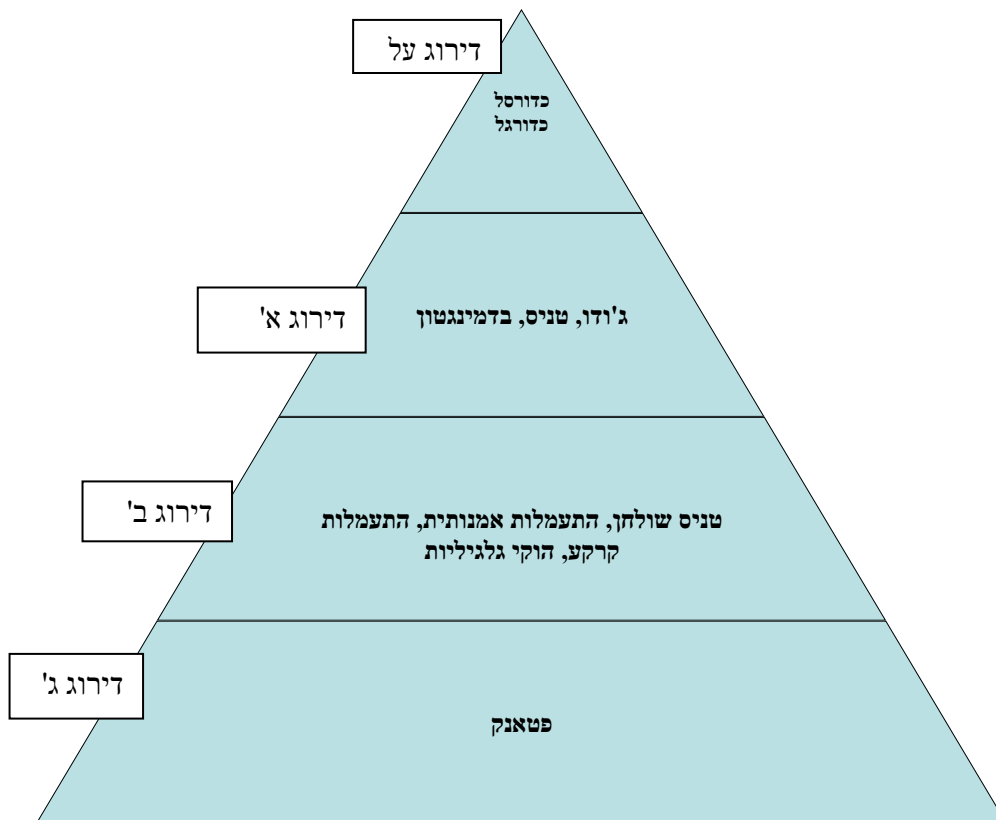 דירוג על
כדורסל
כדורגל
דירוג א'
ג'ודו, טניס, בדמינגטון
דירוג ב'
טניס שולחן, התעמלות אמנותית, התעמלות
קרקע, הוקי גלגיליות
דירוג ג'
פטאנק